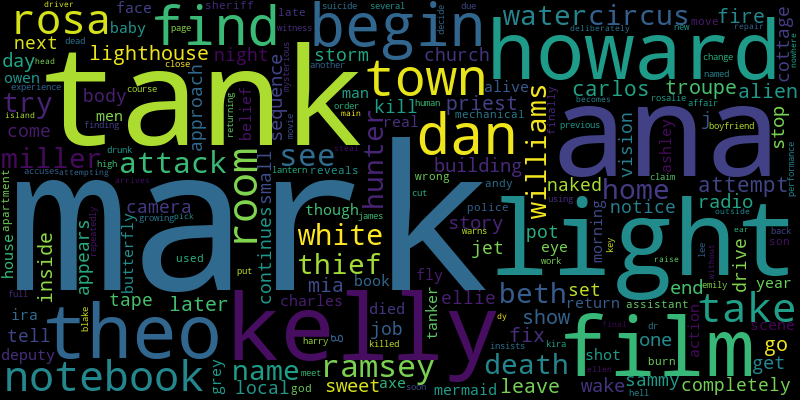 driver
rosa
face
sheriff
baby
late
suicide
several
find
page
begin
decide
due
water
circus
move
fire
cottage
next
dead
lighthouse
night
close
storm
church
witness
mysterious
another
howard
deliberately
new
repair
nowhere
day
head
owen
experience
tank
approach
sequence
town
man
alive
carlos
troupe
change
named
alien
try
body
course
men
returning
belief
order
kill
human
priest
real
main
mechanical
rosalie
affair
becomes
stop
come
island
finding
movie
dan
williams
finally
previous
ana
j
boyfriend
drunk
hunter
steal
vision
ashley
performance
miller
high
attack
room
small
see
building
claim
accuses
attempting
lantern
reveals
wrong
andy
naked
home
using
attempt
apartment
arrives
camera
though
cut
story
police
notice
radio
house
mark
light
outside
back
son
inside
appears
repeatedly
butterfly
growing
pick
continues
white
james
warns
jet
pot
eye
work
morning
key
drive
ear
lee
without
used
thief
fly
end
year
full
tape
later
put
mia
book
tanker
ellie
beth
set
raise
emily
ira
theo
charles
died
show
return
assistant
take
tell
blake
harry
g
job
kelly
dy
fix
film
final
dr
one
action
scene
deputy
killed
insists
kira
shot
burn
go
notebook
grey
name
meet
ramsey
death
sammy
get
local
god
sweet
soon
axe
mermaid
leave
wake
ellen
hell
completely